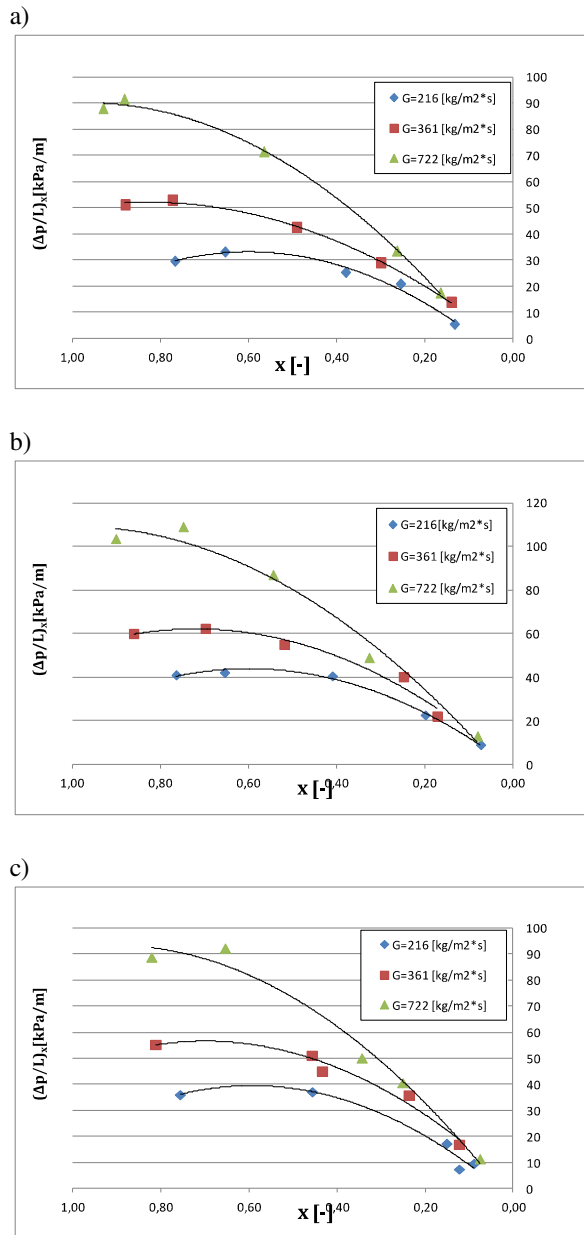 a)
100
90
80
70
60
50
40
30
20
10
0
(Δp/L)x[kPa/m]
G=216 [kg/m2*s]
G=361 [kg/m2*s]
G=722 [kg/m2*s]
1,00 0,80 0,60 0,40 0,20 0,00
x [-]
b)
120
100
80
60
40
20
0
(Δp/L)x[kPa/m]
G=216[kg/m2*s]
G=361 [kg/m2*s]
G=722 [kg/m2*s]
1,00 0,80 0,60 0,40 0,20 0,00
x [-]
c)
100
90
80
70
60
50
40
30
20
10
0
(Δp/L)x[kPa/m]
G=216 [kg/m2*s]
G=361 [kg/m2*s]
G=722 [kg/m2*s]
1,00 0,80 0,60 0,40 0,20 0,00
x [-]